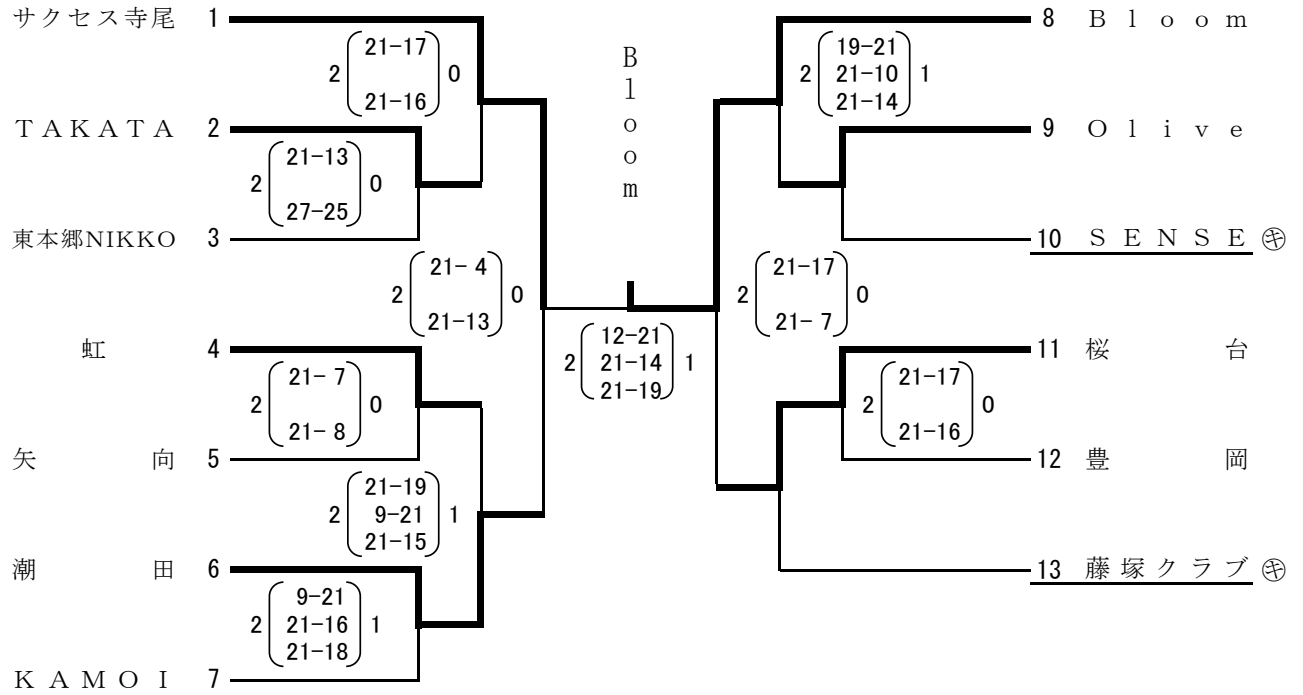 サクセス寺尾 1
21-17
2 0
21-16
TAKATA 2
21-13
2 0
27-25
東本郷NIKKO 3
21- 4
2 0
21-13
虹 4
21- 7
2 0
21- 8
矢向 5
21-19
2 9-21 1
21-15
潮田 6
9-21
2 21-16 1
21-18
KAMOI 7
Bloom
12-21
2 21-14 1
21-19
8 Bloom
19-21
2 21-10 1
21-14
9 Olive
10 SENSE ㋖
21-17
2 0
21- 7
11 桜台
21-17
2 0
21-16
12 豊岡
13 藤塚クラブ ㋖